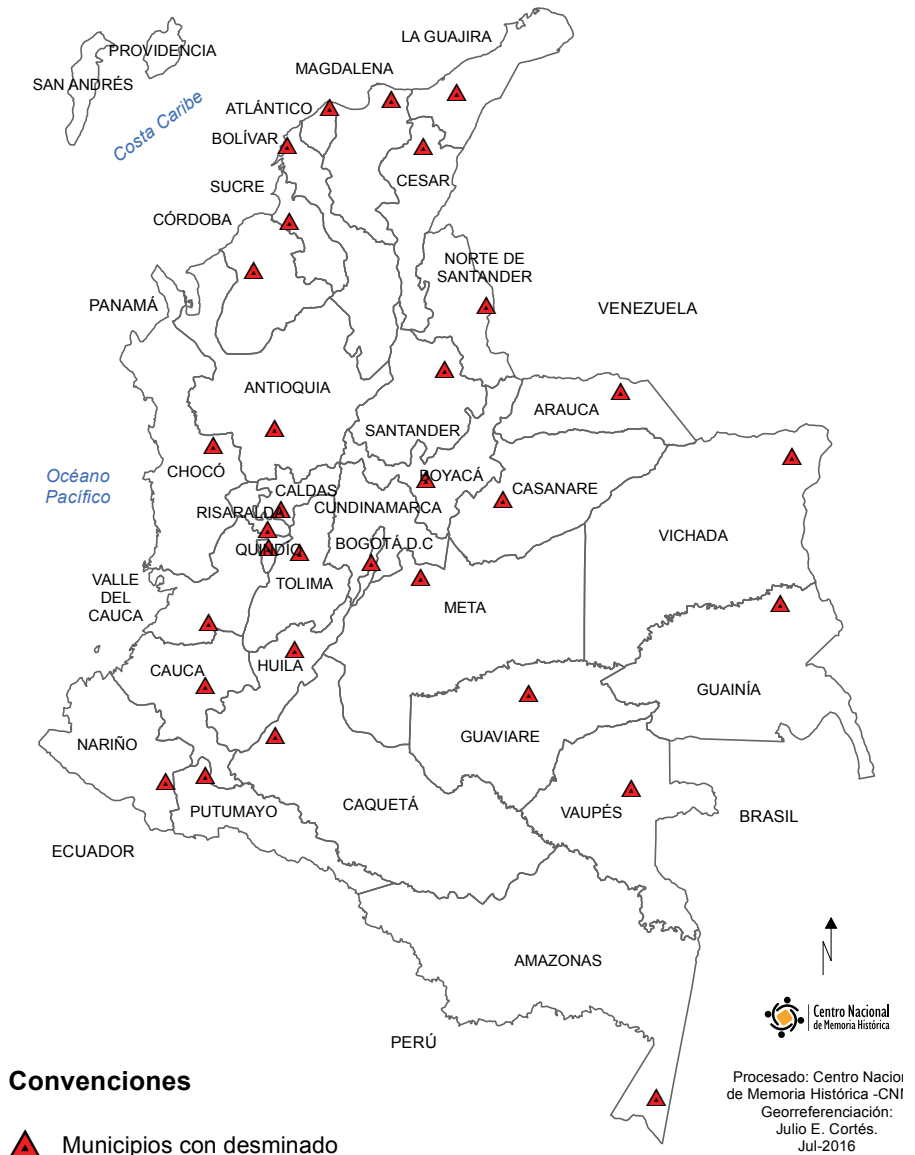 LA GUAJIRA
PROVIDENCIA
SAN ANDRÉS
MAGDALENA
Costa Caribe
ATLÁNTICO
BOLÍVAR
CESAR
SUCRE
CÓRDOBA
NORTE DE
SANTANDER
PANAMÁ
VENEZUELA
ANTIOQUIA
ARAUCA
SANTANDER
Océano
Pacífico
CHOCÓ
BOYACÁ
CASANARE
CALDAS
CUNDINAMARCA
RISARALDA
VICHADA
QUINDÍO
BOGOTÁ D.C
VALLE
DEL
CAUCA
TOLIMA
META
CAUCA
HUILA
GUAINÍA
NARIÑO
GUAVIARE
CAQUETÁ
PUTUMAYO
VAUPÉS
BRASIL
ECUADOR
AMAZONAS
N
PERÚ
Centro Nacional
de Memoria Histórica
Convenciones
Municipios con desminado
Procesado: Centro Nacion
de Memoria Histórica -CNM
Georreferenciación:
Julio E. Cortés.
Jul-2016